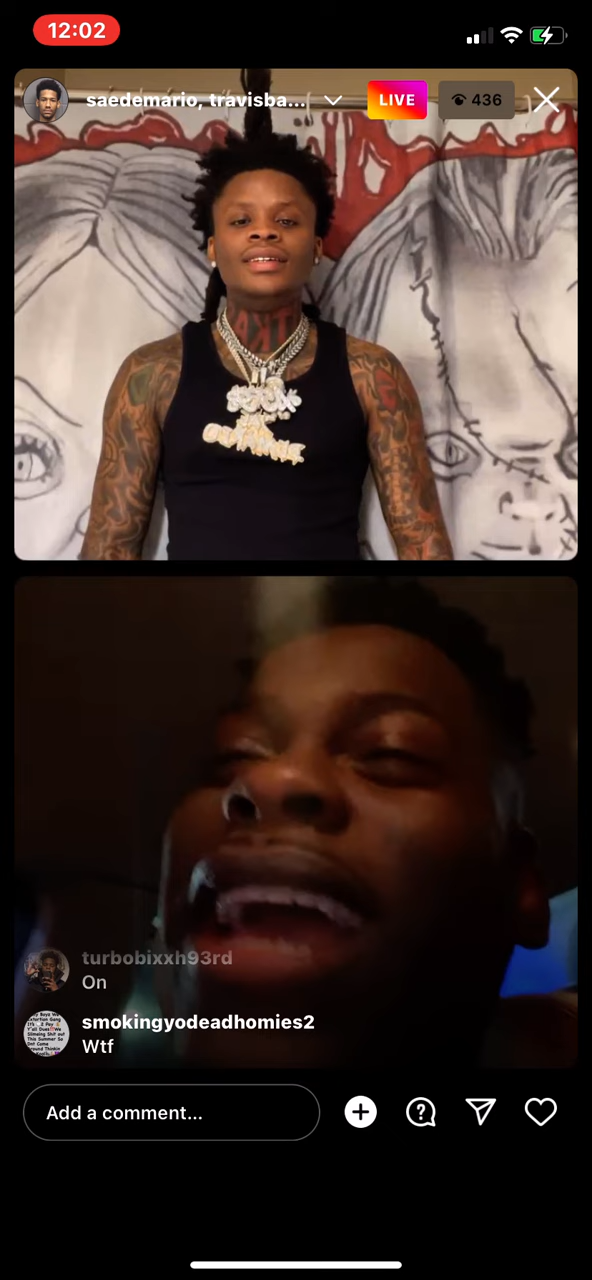 12:02
saedemario, travisba...
LIVE
436
turbobixxh93rd
On
smokingyodeadhomies2
Wtf
Add a comment...